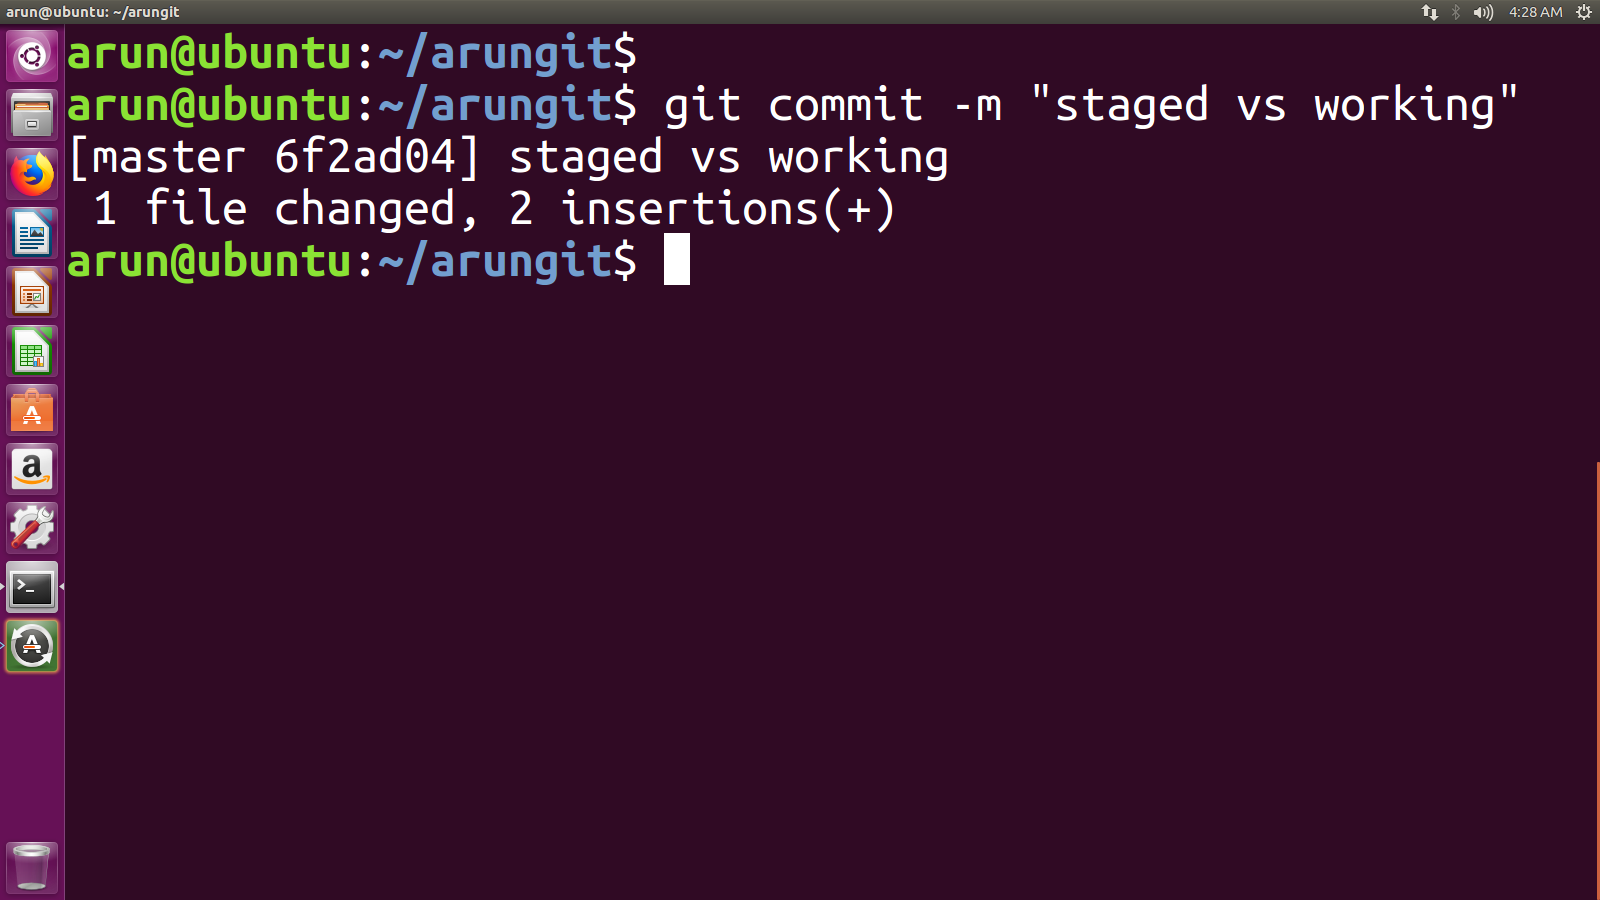 arun@ubuntu: ~/arungit
4:28 AM
arun@ubuntu:~/arungit$
arun@ubuntu:~/arungit$ git commit -m "staged vs working"
[master 6f2ad04] staged vs working
 1 file changed, 2 insertions(+)
arun@ubuntu:~/arungit$